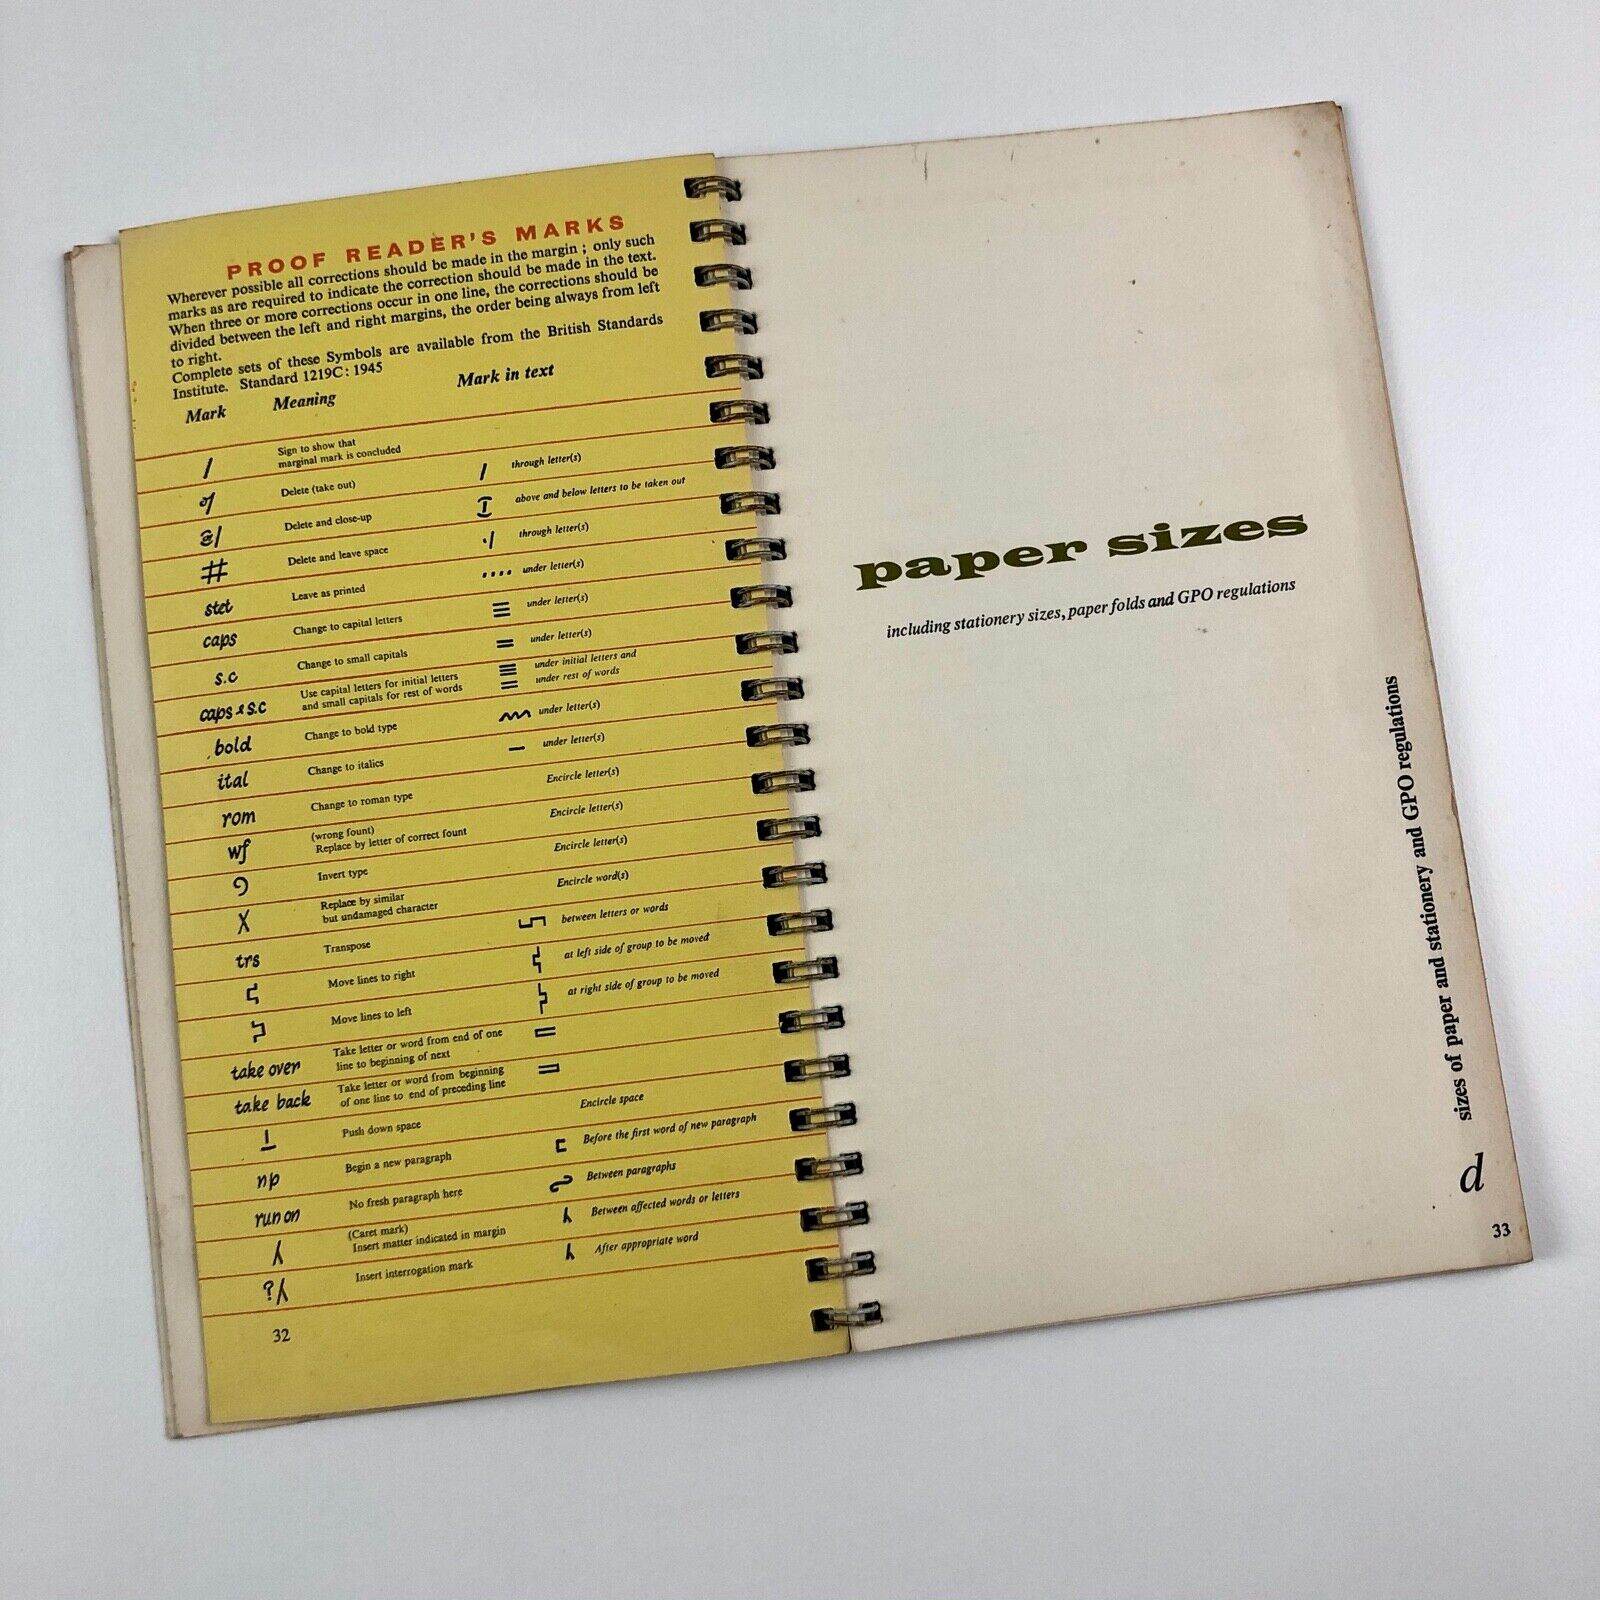 PROOF READER'S MARKS
Wherever possible all corrections should be made in the margin ; only such
marks as are required to indicate the correction should be made in the text.
When three or more corrections occur in one line, the corrections should be
divided between the left and right margins, the order being always from left
to right.
Complete sets of these Symbols are available from the British Standards
Institute. Standard 1219C : 1945
Mark Meaning Mark in text
/ Sign to show that
marginal mark is concluded
Delete (take out) / through letter(s)
Delete and close-up above and below letters to be taken out
# Delete and leave space through letter(s)
stet Leave as printed .... under letter(s)
caps Change to capital letters under letter(s)
s.c Change to small capitals under letter(s)
caps & s.c Use capital letters for initial letters
and small capitals for rest of words under initial letters and
under rest of words
bold Change to bold type under letter(s)
ital Change to italics under letter(s)
rom Change to roman type Encircle letter(s)
wf (wrong fount)
Replace by letter of correct fount Encircle letter(s)
Invert type Encircle letter(s)
X Replace by similar
but undamaged character Encircle word(s)
trs Transpose between letters or words
Move lines to right at left side of group to be moved
Move lines to left at right side of group to be moved
take over Take letter or word from end of one
line to beginning of next
take back Take letter or word from beginning
of one line to end of preceding line
Push down space Encircle space
np Begin a new paragraph Before the first word of new paragraph
run on No fresh paragraph here Between paragraphs
(Caret mark)
Insert matter indicated in margin Between affected words or letters
? Insert interrogation mark After appropriate word
32
paper sizes
including stationery sizes, paper folds and GPO regulations
sizes of paper and stationery and GPO regulations
d
33